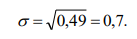 σ = √0,49 = 0,7.